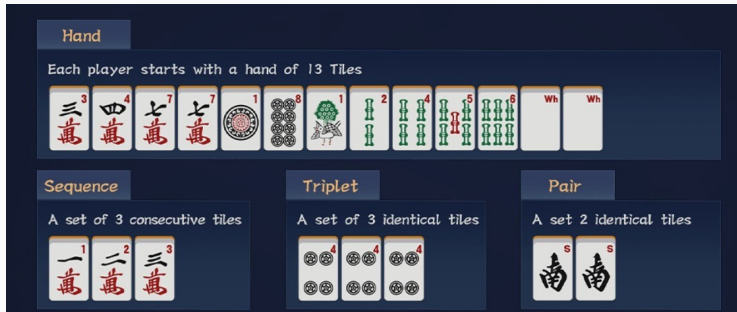 Hand
Each player starts with a hand of 13 Tiles
3 4 7 7 1 8 1 2 4 5 6 Wh Wh
三 四 七 七
萬 萬 萬 萬
Sequence
A set of 3 consecutive tiles
1 2 3
一 二 三
萬 萬 萬
Triplet
A set of 3 identical tiles
4 4 4
Pair
A set 2 identical tiles
S S
南 南